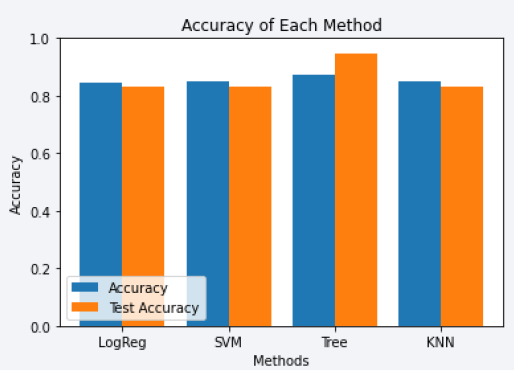 Accuracy of Each Method
1.0
0.8
0.6
0.4
0.2
0.0
Accuracy
Accuracy
Test Accuracy
LogReg SVM Tree KNN
Methods